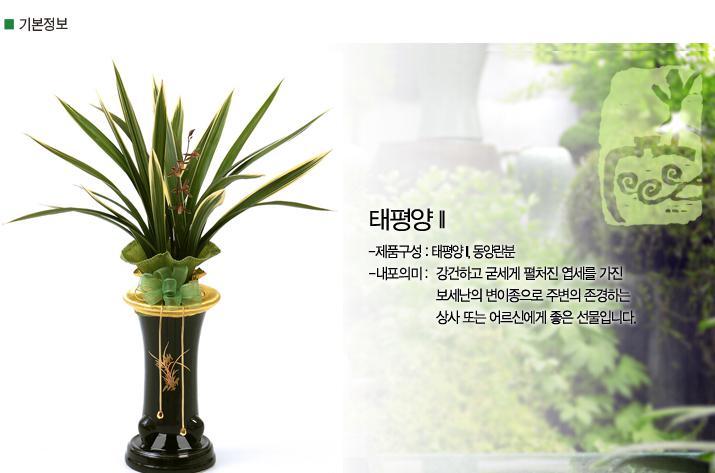 기본정보
태평양 Ⅱ
-제품구성 : 태평양Ⅱ, 동양란분
-내포의미 : 강건하고 굳세게 펼처진 엽세를 가진
보세난의 변이종으로 주변의 존경하는
상사 또는 어르신에게 좋은 선물입니다.